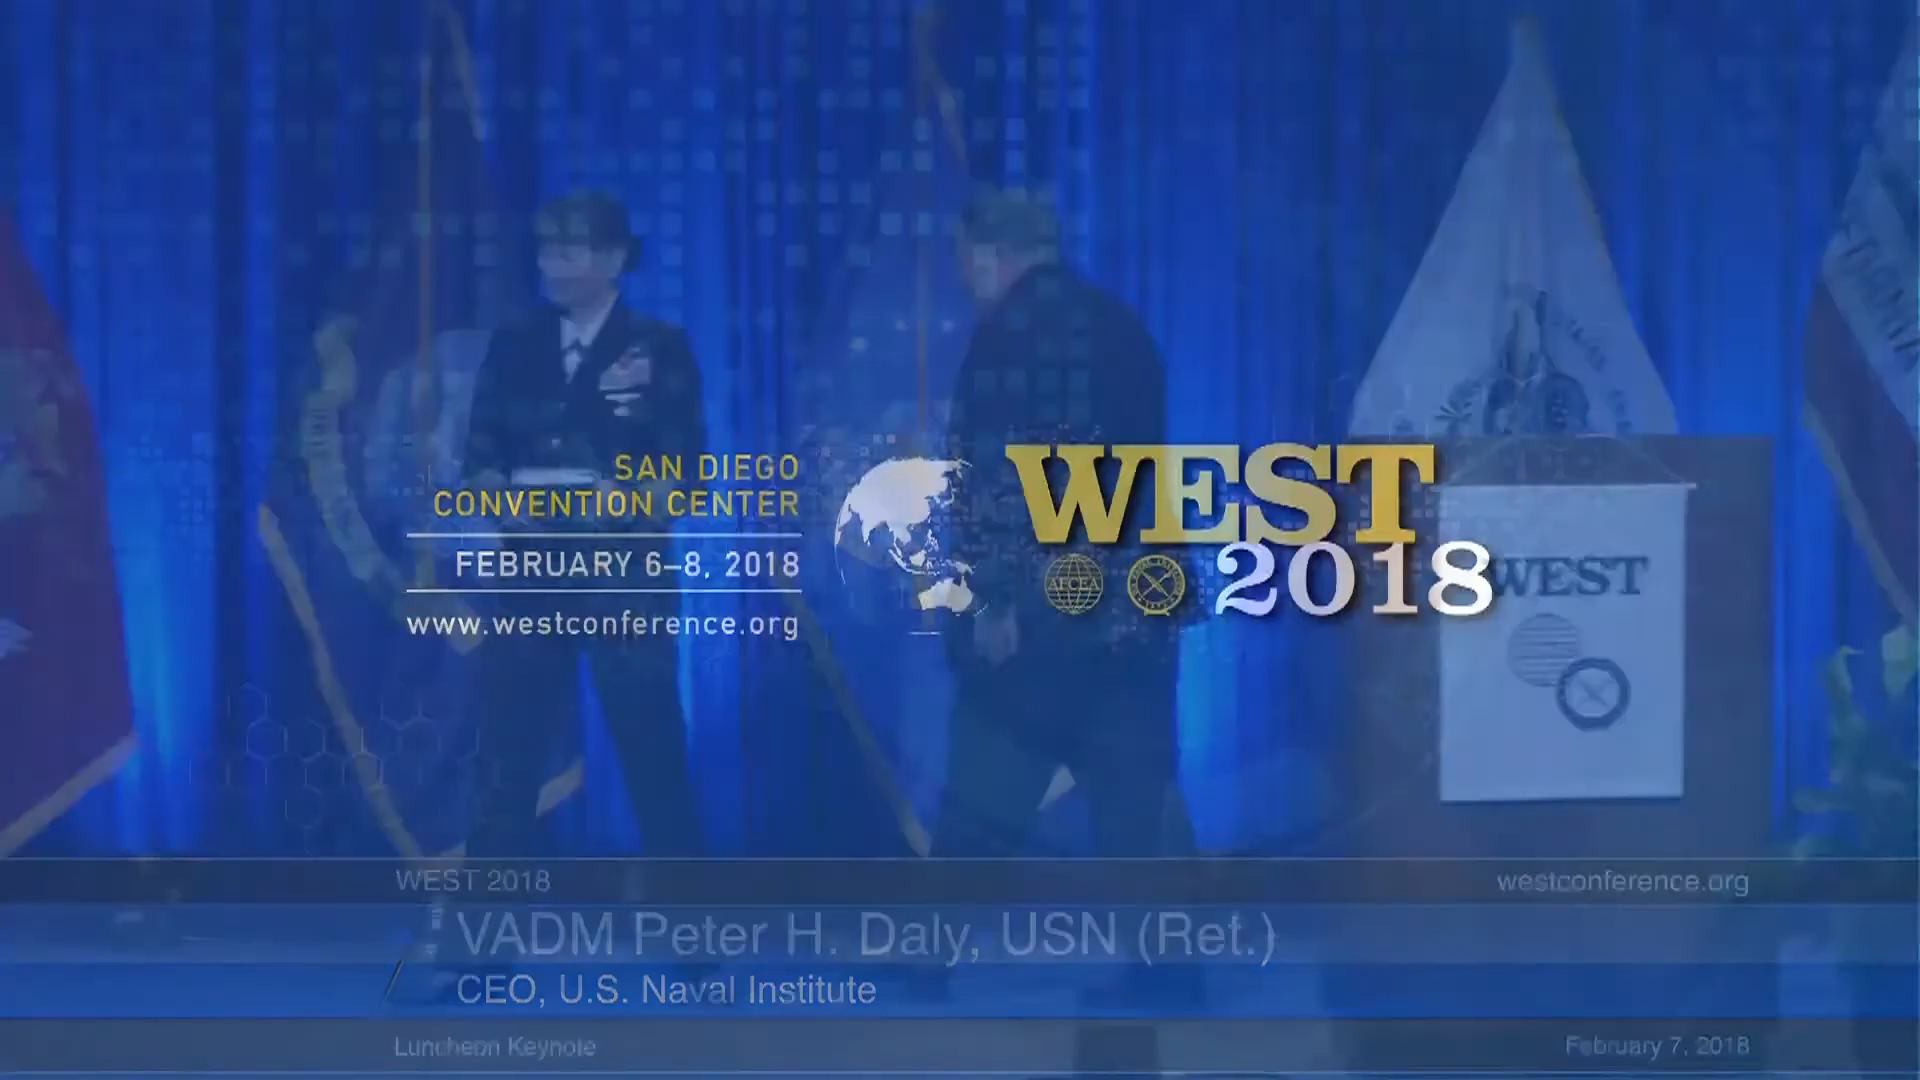 SAN DIEGO
CONVENTION CENTER
FEBRUARY 6–8, 2018
www.westconference.org
WEST
2018
AFCEA
WEST
WEST 2018
westconference.org
VADM Peter H. Daly, USN (Ret.)
CEO, U.S. Naval Institute
Luncheon Keynote
February 7, 2018